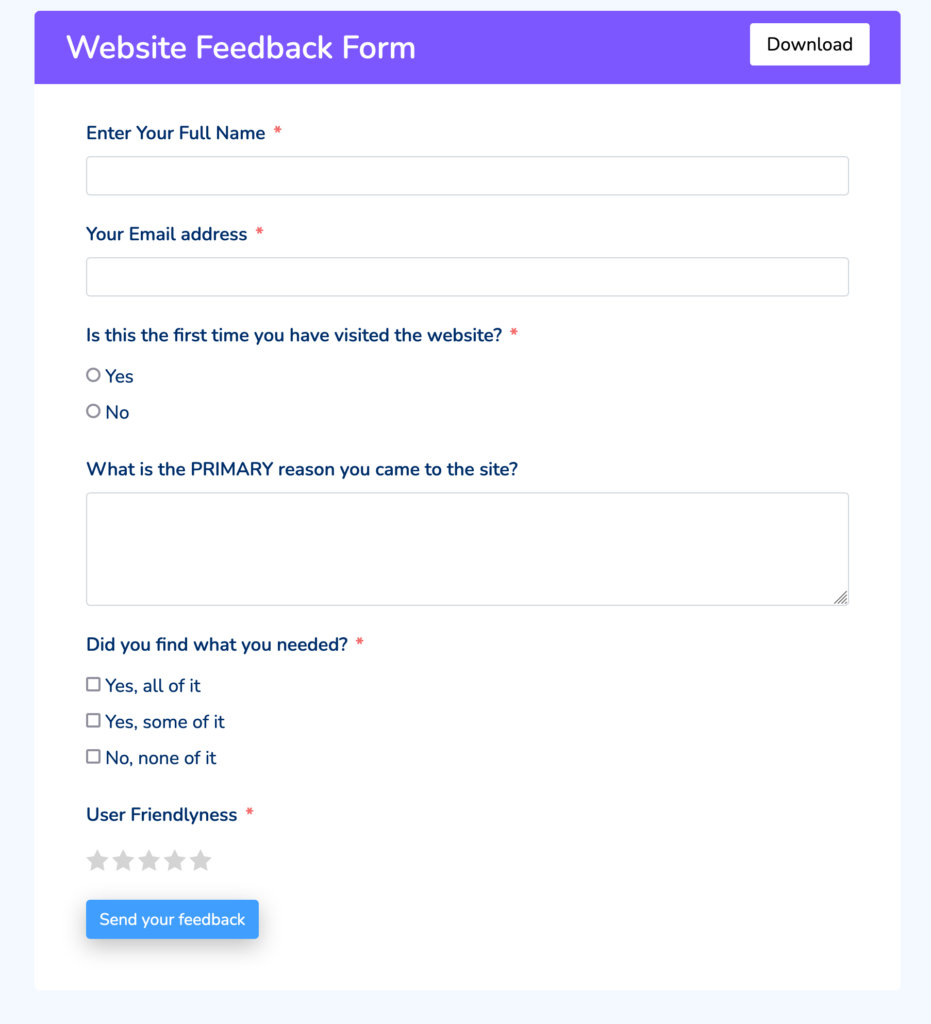 Website Feedback Form
Download
Enter Your Full Name *
Your Email address *
Is this the first time you have visited the website? *
Yes
No
What is the PRIMARY reason you came to the site?
Did you find what you needed? *
Yes, all of it
Yes, some of it
No, none of it
User Friendlyness *
Send your feedback